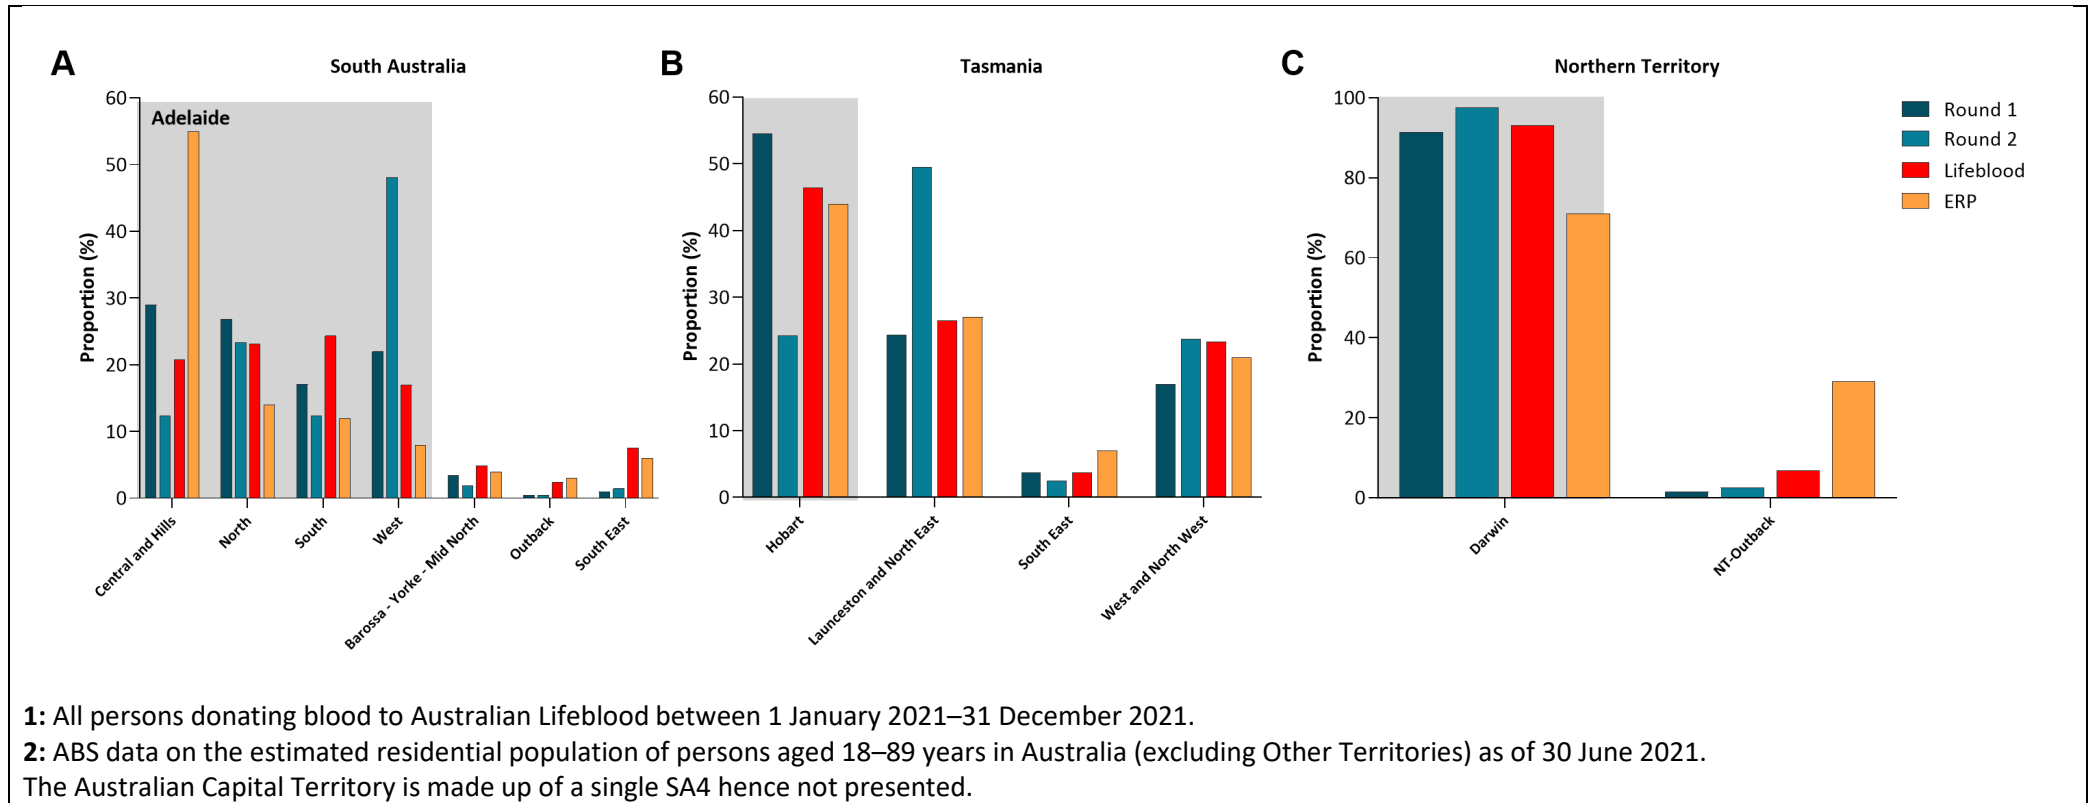 A
South Australia
Proportion (%)
60
50
40
30
20
10
0
Adelaide
Central and Hills
North
South
West
Barossa - Yorke - Mid North
Outback
South East
B
Tasmania
Proportion (%)
60
50
40
30
20
10
0
Hobart
Launceston and North East
South East
West and North West
C
Northern Territory
Proportion (%)
100
80
60
40
20
0
Darwin
NT-Outback
Round 1
Round 2
Lifeblood
ERP
1: All persons donating blood to Australian Lifeblood between 1 January 2021–31 December 2021.
2: ABS data on the estimated residential population of persons aged 18–89 years in Australia (excluding Other Territories) as of 30 June 2021.
The Australian Capital Territory is made up of a single SA4 hence not presented.